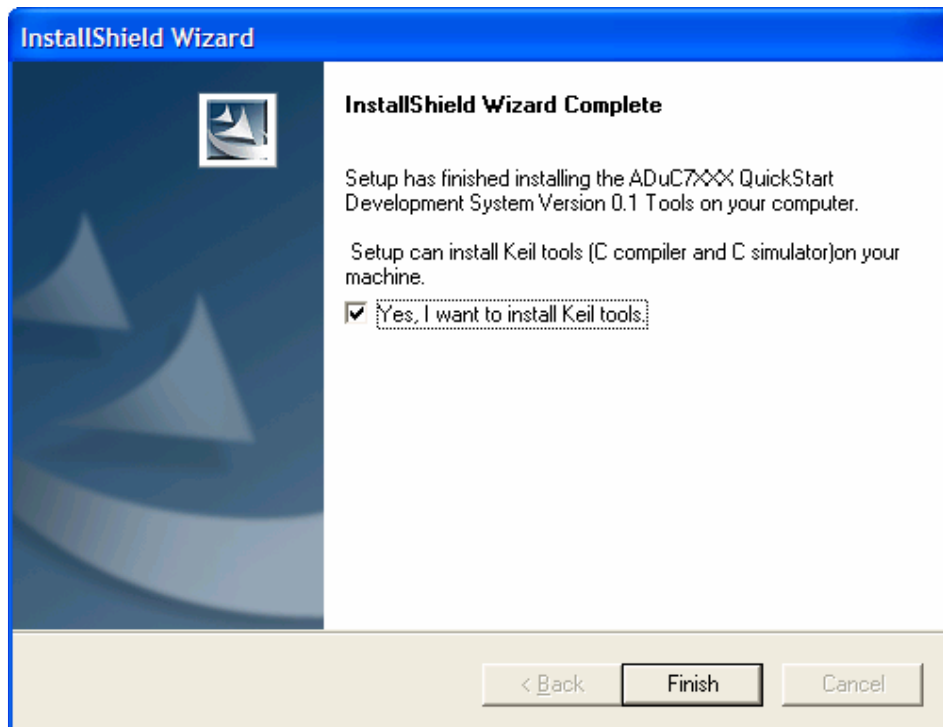 InstallShield Wizard
InstallShield Wizard Complete
Setup has finished installing the ADuC7XXX QuickStart
Development System Version 0.1 Tools on your computer.
Setup can install Keil tools (C compiler and C simulator)on your
machine.
Yes, I want to install Keil tools.
< Back
Finish
Cancel